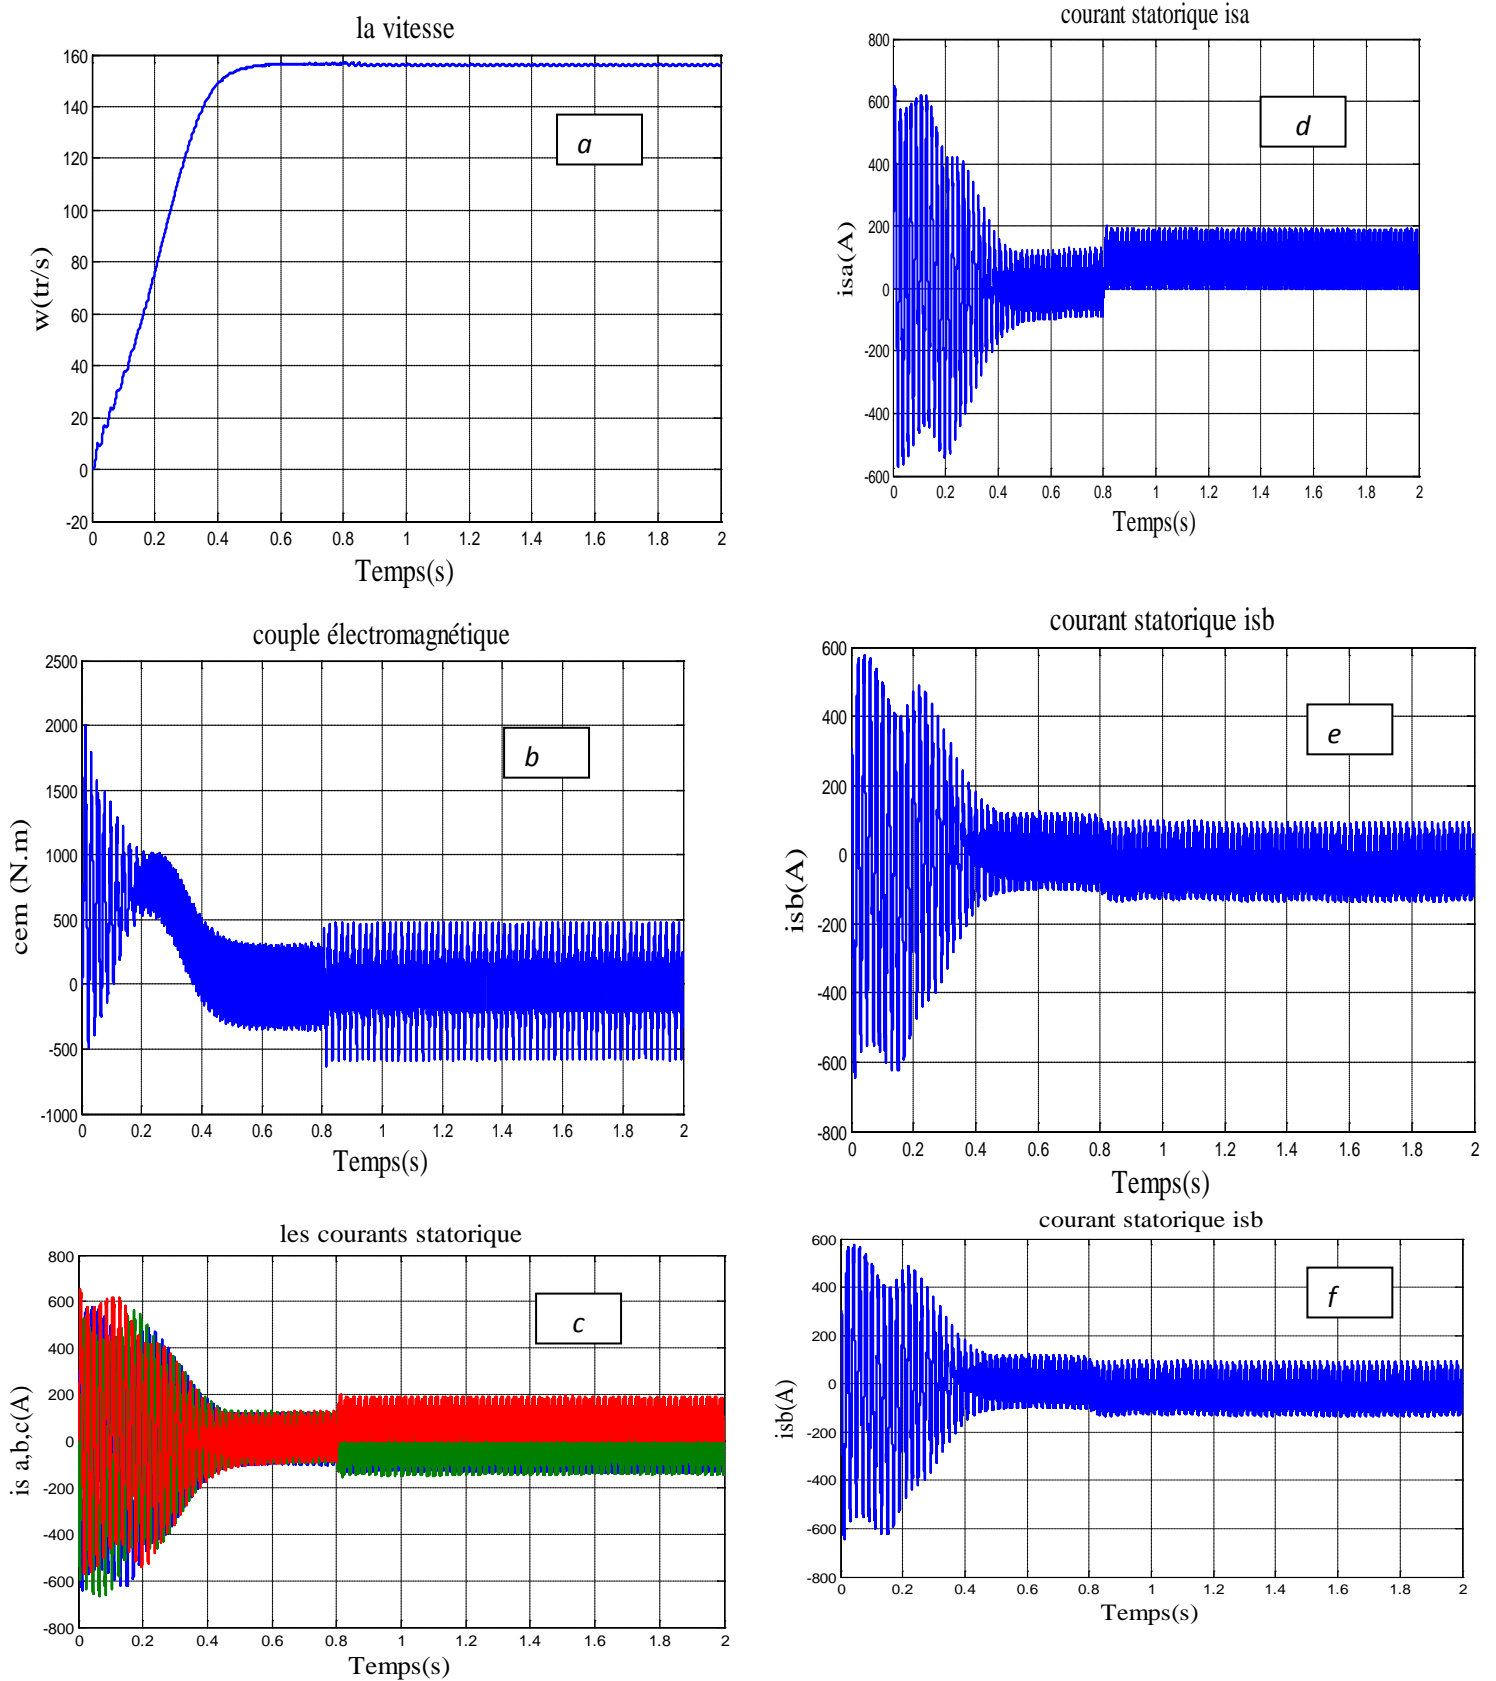 la vitesse
160
140
120
100
80
60
40
20
0
-20
w(tr/s)
a
0 0.2 0.4 0.6 0.8 1 1.2 1.4 1.6 1.8 2
Temps(s)
courant statorique isa
800
600
400
200
0
-200
-400
-600
isa(A)
d
0 0.2 0.4 0.6 0.8 1 1.2 1.4 1.6 1.8 2
Temps(s)
couple électromagnétique
2500
2000
1500
1000
500
0
-500
-1000
cem (N.m)
b
0 0.2 0.4 0.6 0.8 1 1.2 1.4 1.6 1.8 2
Temps(s)
courant statorique isb
600
400
200
0
-200
-400
-600
-800
isb(A)
e
0 0.2 0.4 0.6 0.8 1 1.2 1.4 1.6 1.8 2
Temps(s)
les courants statorique
800
600
400
200
0
-200
-400
-600
-800
is a,b,c(A)
c
0 0.2 0.4 0.6 0.8 1 1.2 1.4 1.6 1.8 2
Temps(s)
courant statorique isb
600
400
200
0
-200
-400
-600
-800
isb(A)
f
0 0.2 0.4 0.6 0.8 1 1.2 1.4 1.6 1.8 2
Temps(s)